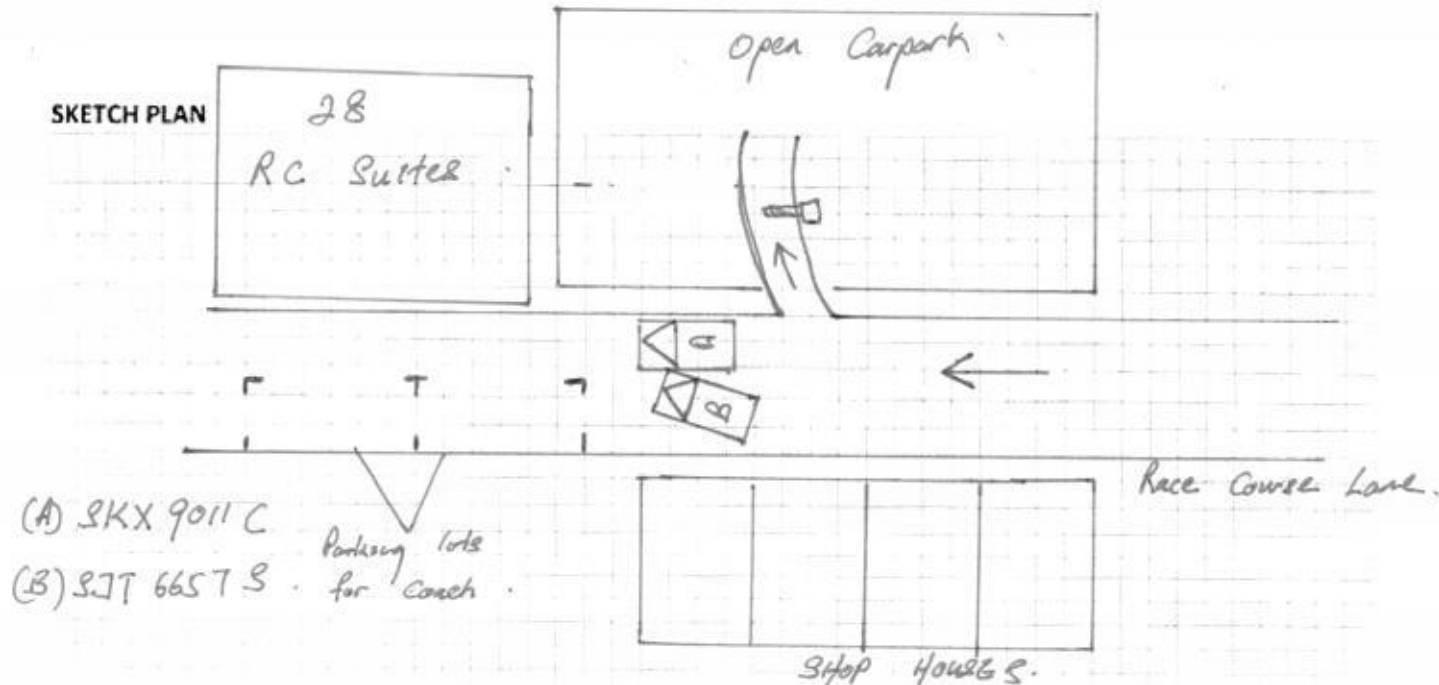 Open Carpark.
SKETCH PLAN
28
RC Suites.
A
B
Race Course Lane.
(A) SKX 9011 C
Parking lots
(B) SJT 6657 S. for Coach.
SHOP HOUSES.